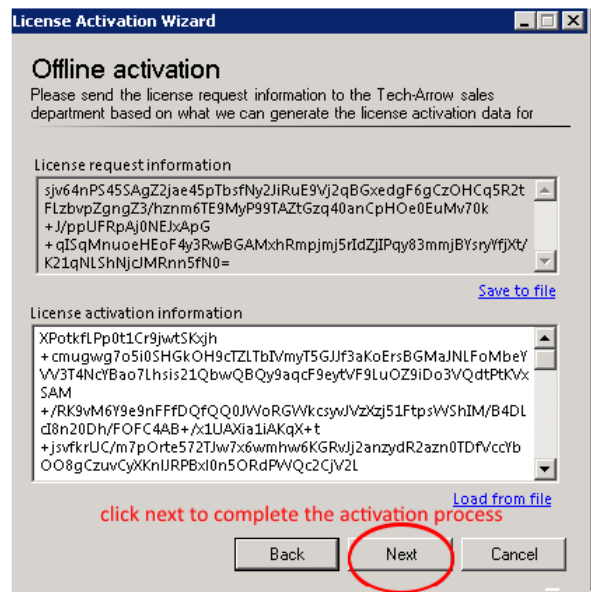 License Activation Wizard
Offline activation
Please send the license request information to the Tech-Arrow sales
department based on what we can generate the license activation data for
License request information
sjv64nPS45SAgZ2jae45pTbsfNy2JiRuE9Vj2qBGxedgF6gCzOHCq5R2t
FLzbvpZgngZ3/hznm6TE9MyP99TAZtGzq40anCpHOe0EuMv70k
+J/ppUFRpAj0NEJxApG
+qISqMnuoeHEoF4y3RwBGAMxhRmpjmj5rIdZjIPqy83mmjBYsryYfjXt/
K21qNLShNjcJMRnn5fN0=
Save to file
License activation information
XPotkfLPp0t1Cr9jwtSKxjh
+cmugwg7o5i0SHGkOH9cTZLTbIVmyT5GJJf3aKoErsBGMaJNLFoMbeY
VV3T4NcYBao7Lhsis21QbwQBQy9aqcF9eytVF9LuOZ9iDo3VQdtPtKVx
SAM
+/RK9vM6Y9e9nFFfDQfQQ0JWoRGWkcsywJVzXzj51FtpsWShIM/B4DL
cI8n20Dh/FOFC4AB+/x1UAXia1iAKqX+t
+jsvfkrUC/m7pOrte572TJw7x6wmhw6KGRvJj2anzydR2azn0TDfVccYb
OO8gCzuvCyXKnIJRPBxI0n5ORdPWQc2CjV2L
Load from file
click next to complete the activation process
Back Next Cancel